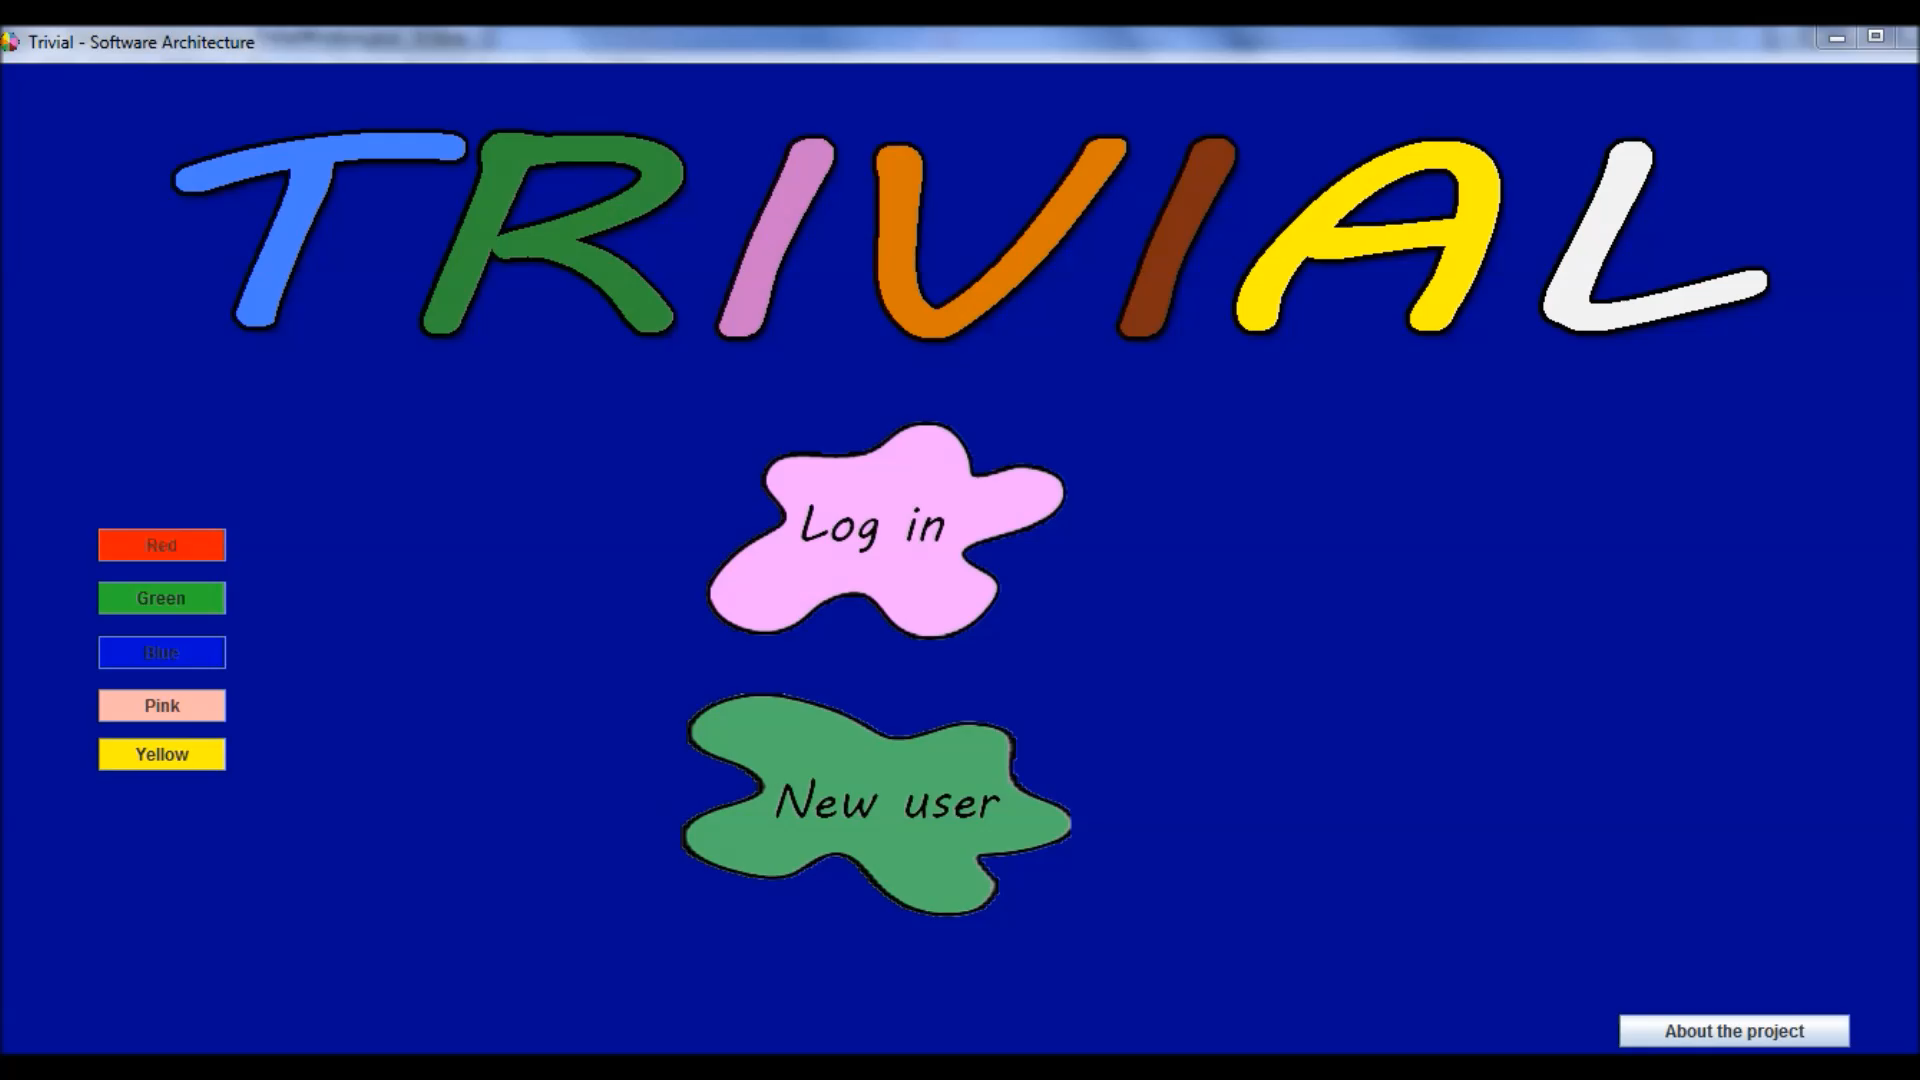 Trivial - Software Architecture
TRIVIAL
Log in
Red
Green
Blue
Pink
Yellow
New user
About the project